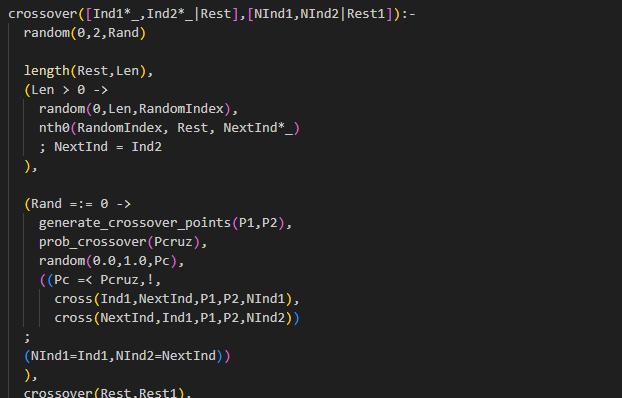 crossover([Ind1*_,Ind2*_|Rest],[NInd1,NInd2|Rest1]):-
random(0,2,Rand)
length(Rest,Len),
(Len > 0 ->
random(0,Len,RandomIndex),
nth0(RandomIndex, Rest, NextInd*_)
; NextInd = Ind2
),
(Rand =:= 0 ->
generate_crossover_points(P1,P2),
prob_crossover(Pcruz),
random(0.0,1.0,Pc),
((Pc =< Pcruz,!,
cross(Ind1,NextInd,P1,P2,NInd1),
cross(NextInd,Ind1,P1,P2,NInd2))
;
(NInd1=Ind1,NInd2=NextInd))
),
crossover(Rest,Rest1).